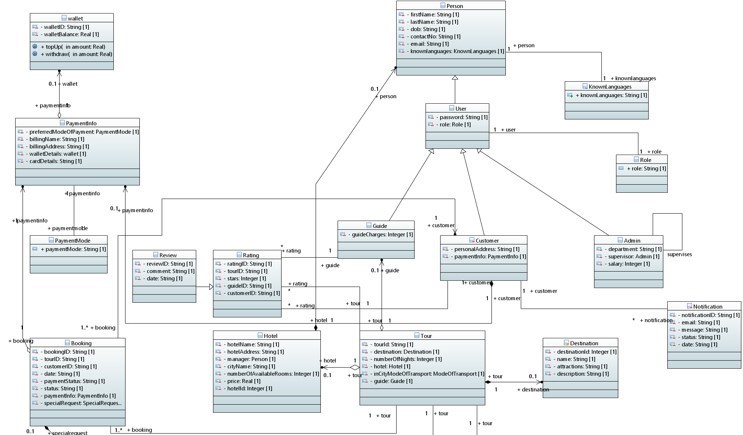 wallet
- walletID: String [1]
- walletBalance: Real [1]
+ topUp( in amount: Real)
+ withdraw( in amount: Real)
0..1 + wallet
+ paymentinfo
PaymentInfo
- preferredModeOfPayment: PaymentMode [1]
- billingName: String [1]
- billingAddress: String [1]
- walletDetails: wallet [1]
- cardDetails: String [1]
+ paymentmode
PaymentMode
+ paymentMode: String [1]
0..1 + paymentinfo
Person
- firstName: String [1]
- lastName: String [1]
- dob: String [1]
- contactNo: String [1]
- email: String [1]
- knownlanguages: KnownLanguages [1]
1 + person
0..1
+ person
1 + knownlanguages
KnownLanguages
+ knownLanguages: String [1]
User
- password: String [1]
- role: Role [1]
1 + user
1 + role
Role
+ role: String [1]
Guide
- guideCharges: Integer [1]
1
+ guide
0..1 + guide
1
+ customer
Customer
- personalAddress: String [1]
- paymentInfo: PaymentInfo [1]
1 + customer
1
+ customer
Admin
- department: String [1]
- supervisor: Admin [1]
- salary: Integer [1]
supervises
Review
- reviewID: String [1]
- comment: String [1]
- date: String [1]
Rating
- ratingID: String [1]
- tourID: String [1]
- stars: Integer [1]
- guideID: String [1]
- customerID: String [1]
*
+ rating
* + rating
* + rating
+ tour 1
+ tour 1
* + notification
Notification
- notificationID: String [1]
- email: String [1]
- message: String [1]
- status: String [1]
- date: String [1]
1
+ booking
1..* + booking
Booking
- bookingID: String [1]
- tourID: String [1]
- customerID: String [1]
- date: String [1]
- paymentStatus: String [1]
- status: String [1]
- paymentInfo: PaymentInfo [1]
- specialRequest: SpecialRequest...
0..1
+ specialrequest
1..* + booking
+ hotel 1
Hotel
- hotelName: String [1]
- hotelAddress: String [1]
- manager: Person [1]
- cityName: String [1]
- numberOfAvailableRooms: Integer [1]
- price: Real [1]
- hotelId: Integer [1]
+ hotel
0..1
1
+ tour
Tour
- tourId: String [1]
- destination: Destination [1]
- numberOfNights: Integer [1]
- hotel: Hotel [1]
- inCityModeOfTransport: ModeOfTransport [1]
- guide: Guide [1]
+ tour
1
0..1
+ destination
Destination
- destinationId: Integer [1]
- name: String [1]
- attractions: String [1]
- description: String [1]
1 + tour
1 + tour
1 + tour